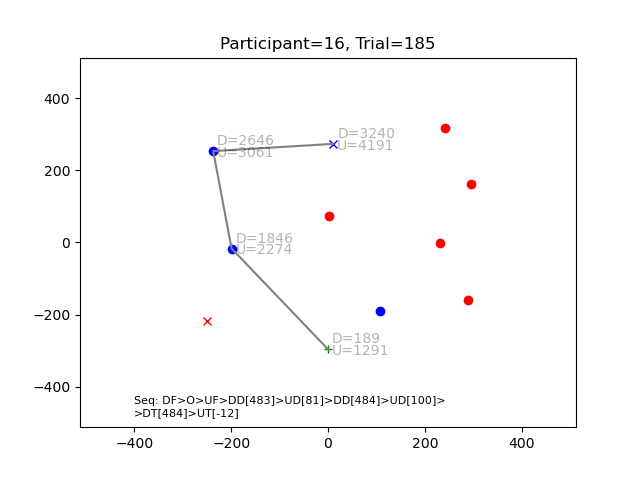 Participant=16, Trial=185
400
200
0
−200
−400
D=2646
U=3061
D=3240
U=4191
D=1846
U=2274
D=189
U=1291
Seq: DF>O>UF>DD[483]>UD[81]>DD[484]>UD[100]>
>DT[484]>UT[-12]
−400
−200
0
200
400